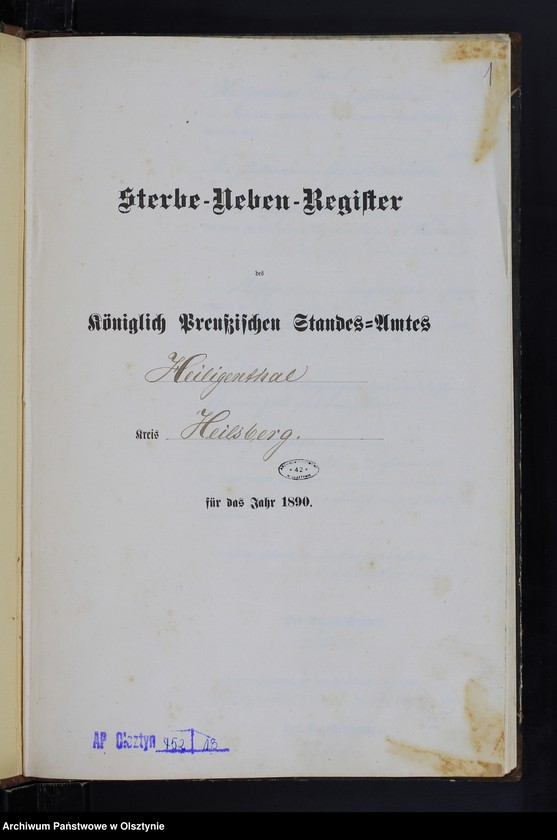 1
Sterbe-Neben-Register
des
Königlich Preußischen Standes-Amtes
Heiligenthal
Kreis Heilsberg.
42
für das Jahr 1890.
AP Olsztyn
Archiwum Państwowe w Olsztynie